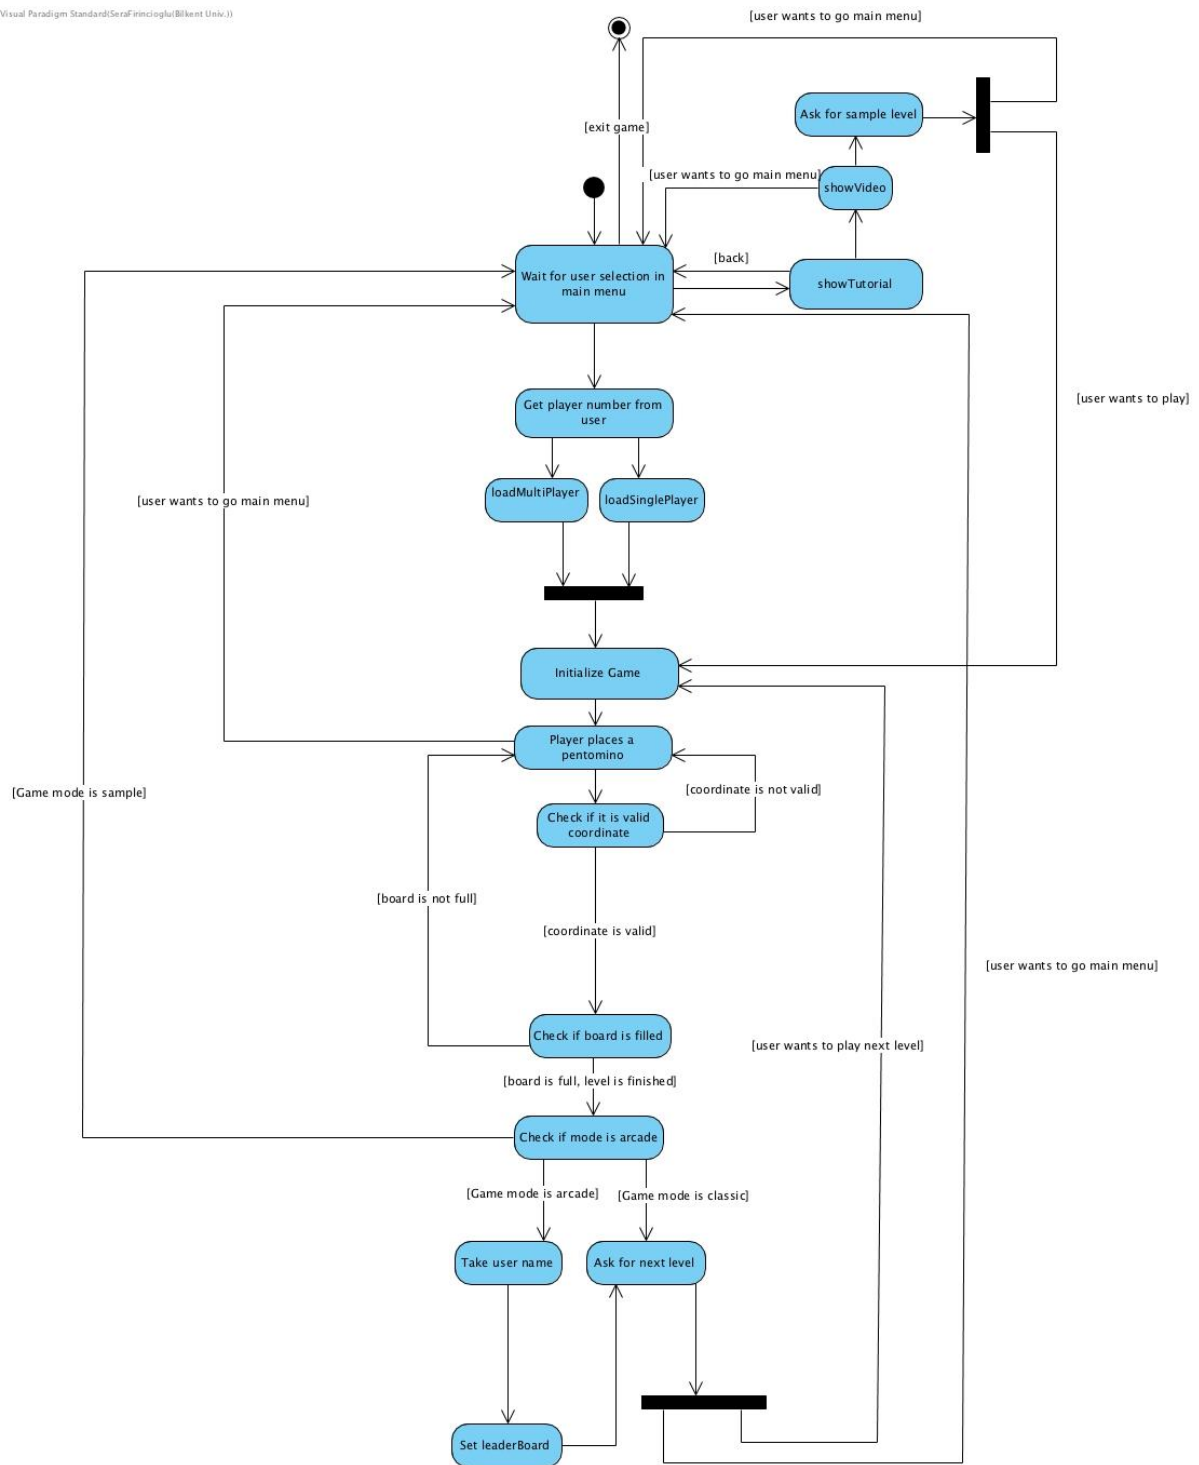 Visual Paradigm Standard(SeraFirincioglu(Bilkent Univ.))
[user wants to go main menu]
Ask for sample level
[exit game]
[user wants to go main menu]
showVideo
[back]
Wait for user selection in
main menu
showTutorial
[user wants to play]
Get player number from
user
loadMultiPlayer
loadSinglePlayer
[user wants to go main menu]
Initialize Game
Player places a
pentomino
[Game mode is sample]
[coordinate is not valid]
Check if it is valid
coordinate
[board is not full]
[coordinate is valid]
[user wants to go main menu]
Check if board is filled
[user wants to play next level]
[board is full, level is finished]
Check if mode is arcade
[Game mode is arcade]
[Game mode is classic]
Take user name
Ask for next level
Set leaderBoard